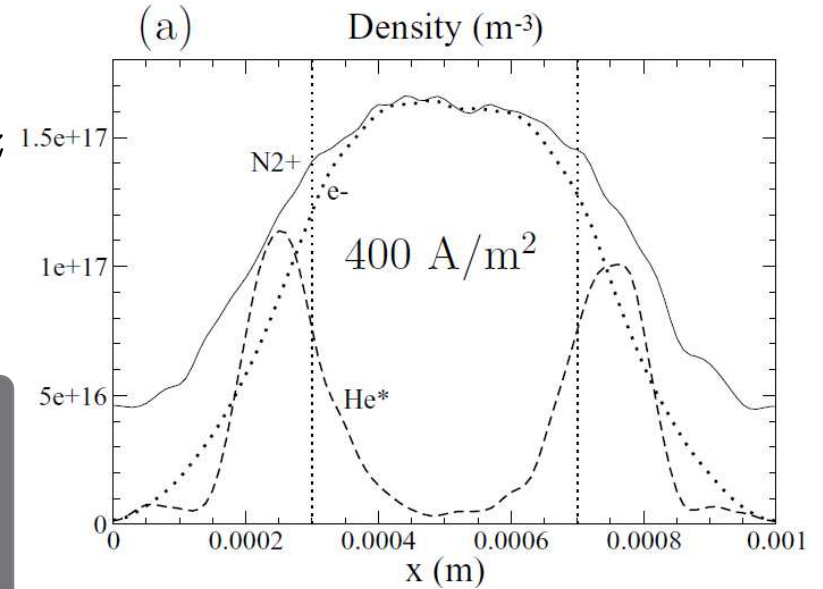 (a) Density (m-3)
1.5e+17
N2+
e-
400 A/m2
1e+17
5e+16
He*
0
0 0.0002 0.0004 0.0006 0.0008 0.001
x (m)